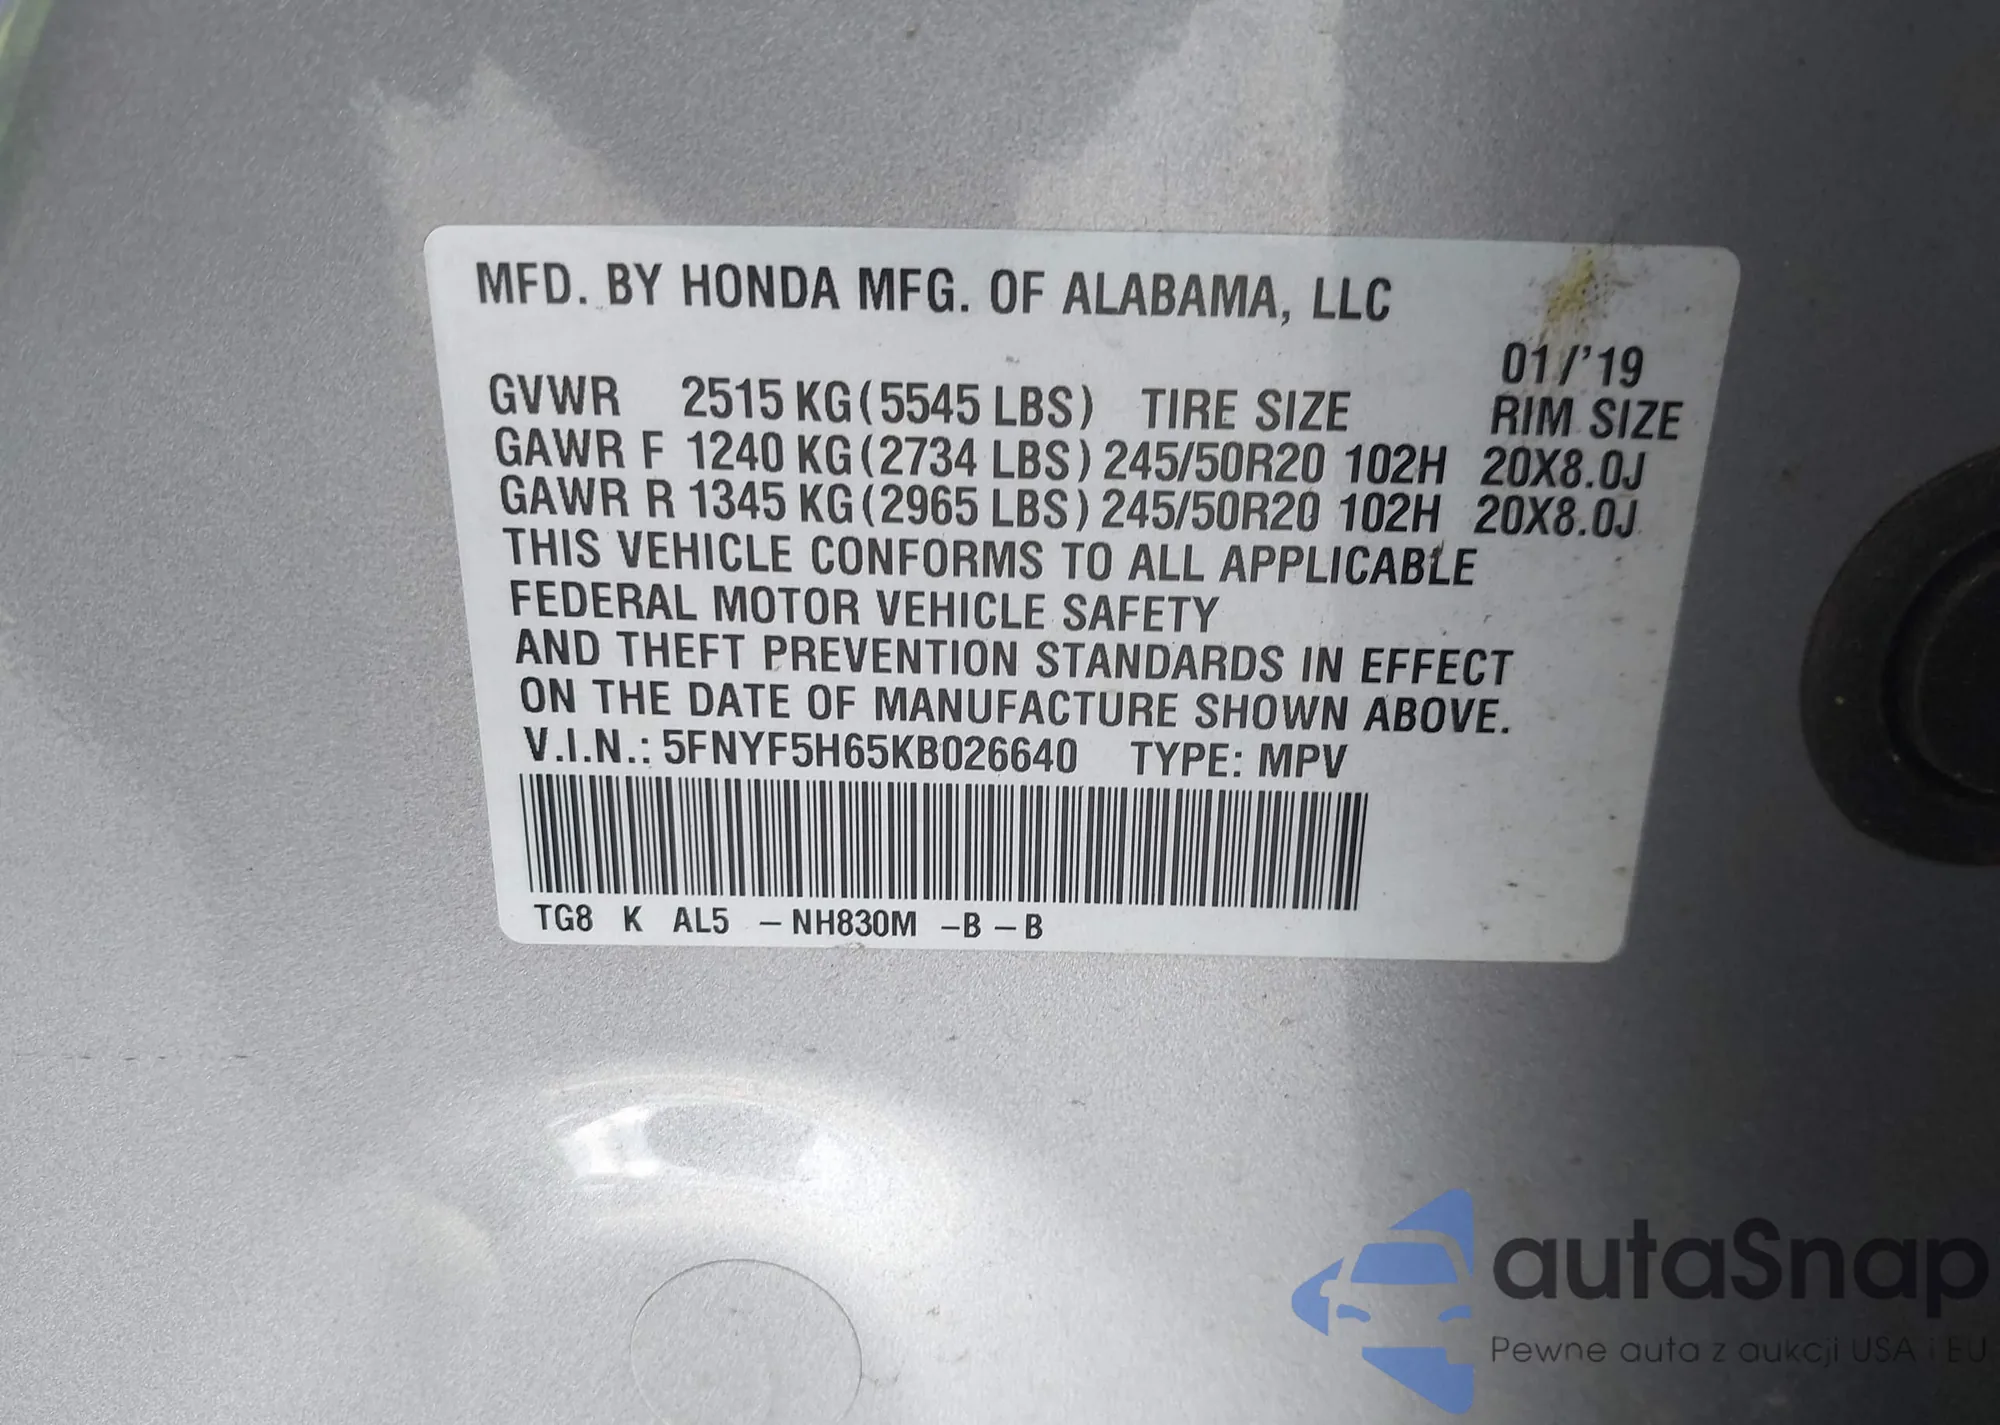 MFD. BY HONDA MFG. OF ALABAMA, LLC
01/'19
GVWR 2515 KG (5545 LBS) TIRE SIZE RIM SIZE
GAWR F 1240 KG (2734 LBS) 245/50R20 102H 20X8.0J
GAWR R 1345 KG (2965 LBS) 245/50R20 102H 20X8.0J
THIS VEHICLE CONFORMS TO ALL APPLICABLE
FEDERAL MOTOR VEHICLE SAFETY
AND THEFT PREVENTION STANDARDS IN EFFECT
ON THE DATE OF MANUFACTURE SHOWN ABOVE.
V.I.N.: 5FNYF5H65KB026640 TYPE: MPV
TG8 K AL5 –NH830M –B –B
autaSnap
Pewne auta z aukcji USA i EU